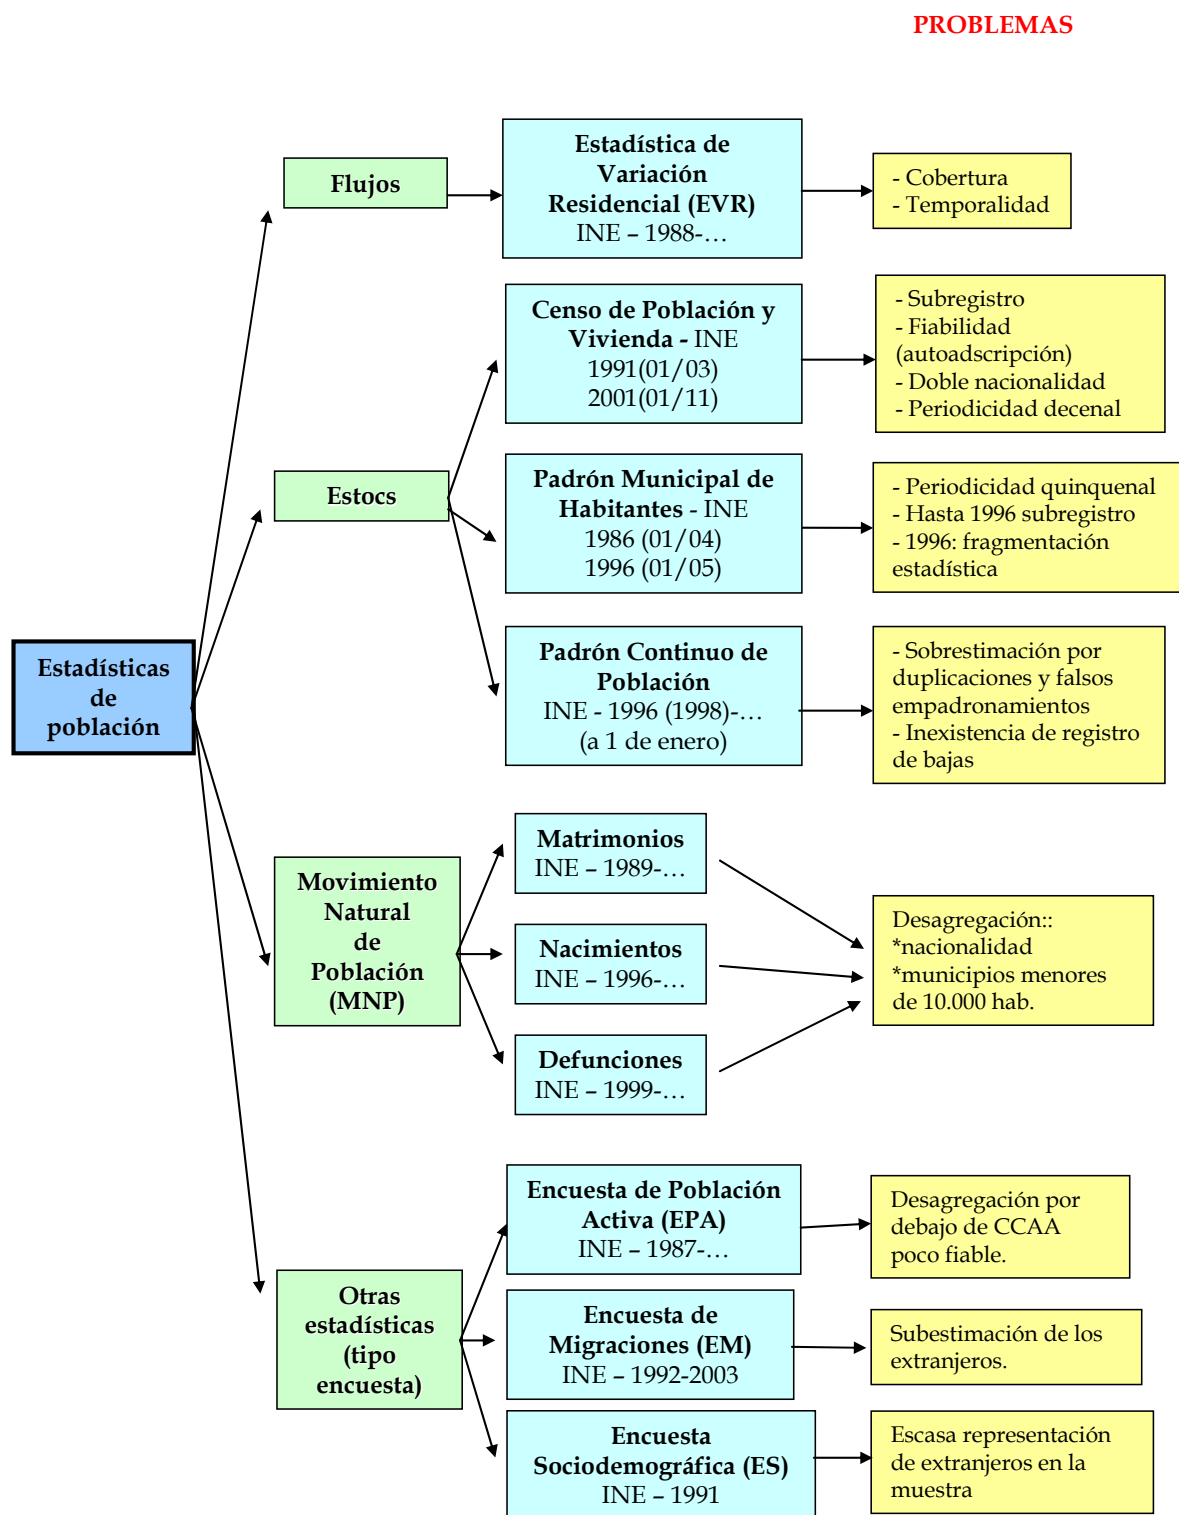 PROBLEMAS
Flujos
Estadística de
Variación
Residencial (EVR)
INE – 1988-…
- Cobertura
- Temporalidad
Censo de Población y
Vivienda - INE
1991(01/03)
2001(01/11)
- Subregistro
- Fiabilidad
(autoadscripción)
- Doble nacionalidad
- Periodicidad decenal
Estocs
Padrón Municipal de
Habitantes - INE
1986 (01/04)
1996 (01/05)
- Periodicidad quinquenal
- Hasta 1996 subregistro
- 1996: fragmentación
estadística
Estadísticas
de
población
Padrón Continuo de
Población
INE - 1996 (1998)-…
(a 1 de enero)
- Sobrestimación por
duplicaciones y falsos
empadronamientos
- Inexistencia de registro
de bajas
Movimiento
Natural
de
Población
(MNP)
Matrimonios
INE – 1989-…
Nacimientos
INE – 1996-…
Defunciones
INE – 1999-…
Desagregación::
*nacionalidad
*municipios menores
de 10.000 hab.
Otras
estadísticas
(tipo
encuesta)
Encuesta de Población
Activa (EPA)
INE – 1987-…
Desagregación por
debajo de CCAA
poco fiable.
Encuesta de
Migraciones (EM)
INE – 1992-2003
Subestimación de los
extranjeros.
Encuesta
Sociodemográfica (ES)
INE – 1991
Escasa representación
de extranjeros en la
muestra